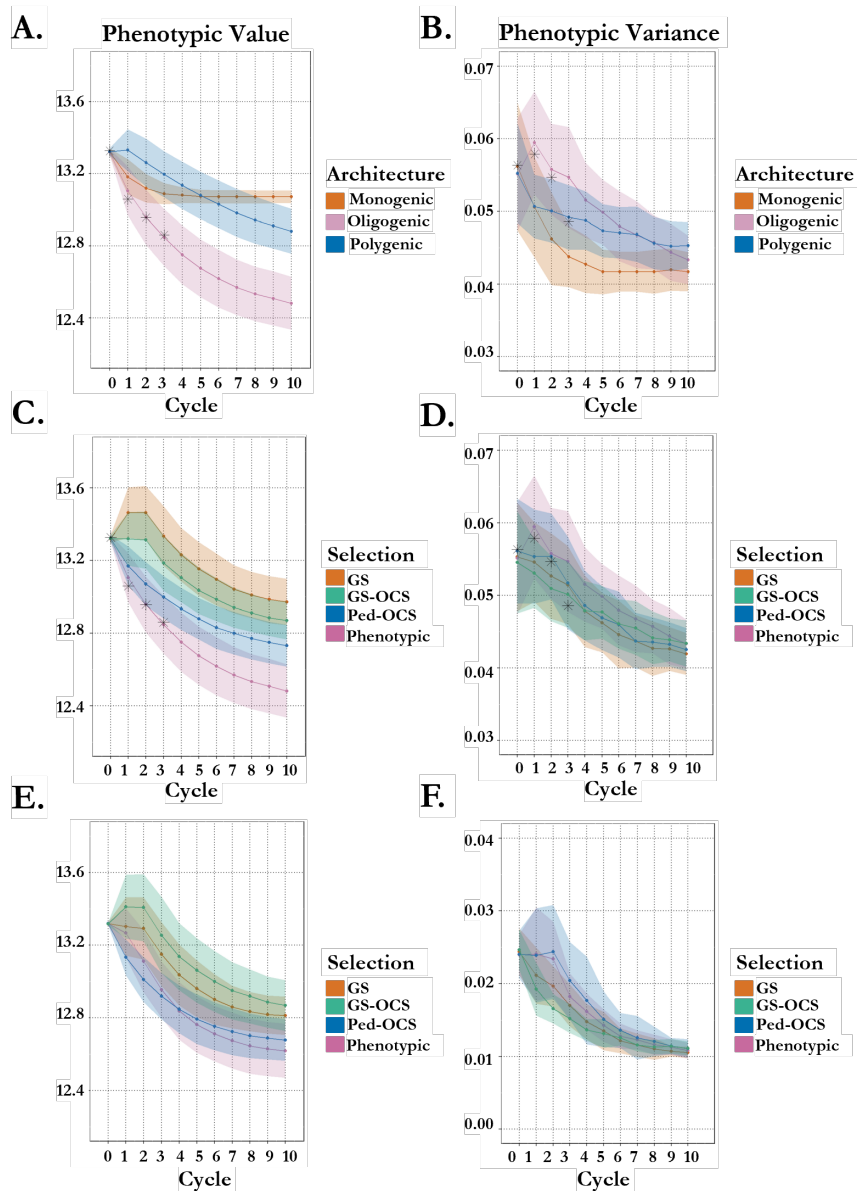 A.
Phenotypic Value
13.6
13.2
12.8
12.4
0 1 2 3 4 5 6 7 8 9 10
Cycle
Architecture
Monogenic
Oligogenic
Polygenic
B.
Phenotypic Variance
0.07
0.06
0.05
0.04
0.03
0 1 2 3 4 5 6 7 8 9 10
Cycle
Architecture
Monogenic
Oligogenic
Polygenic
C.
13.6
13.2
12.8
12.4
0 1 2 3 4 5 6 7 8 9 10
Cycle
Selection
GS
GS-OCS
Ped-OCS
Phenotypic
D.
0.07
0.06
0.05
0.04
0.03
0 1 2 3 4 5 6 7 8 9 10
Cycle
Selection
GS
GS-OCS
Ped-OCS
Phenotypic
E.
13.6
13.2
12.8
12.4
0 1 2 3 4 5 6 7 8 9 10
Cycle
Selection
GS
GS-OCS
Ped-OCS
Phenotypic
F.
0.04
0.03
0.02
0.01
0.00
0 1 2 3 4 5 6 7 8 9 10
Cycle
Selection
GS
GS-OCS
Ped-OCS
Phenotypic